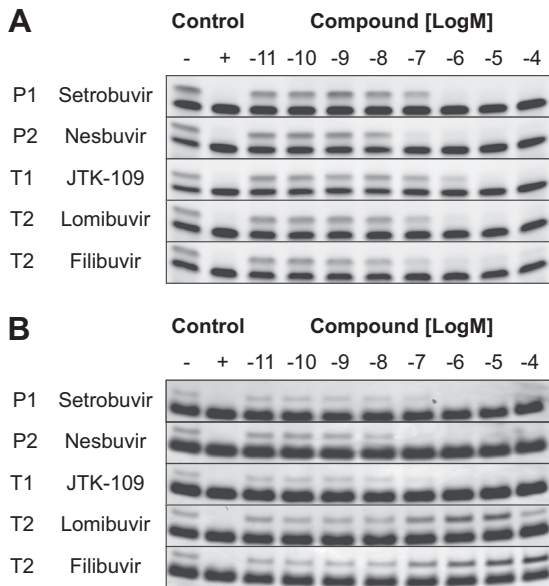 A
Control Compound [LogM]
- + -11 -10 -9 -8 -7 -6 -5 -4
P1 Setrobuvir
P2 Nesbuvir
T1 JTK-109
T2 Lomibuvir
T2 Filibuvir
B
Control Compound [LogM]
- + -11 -10 -9 -8 -7 -6 -5 -4
P1 Setrobuvir
P2 Nesbuvir
T1 JTK-109
T2 Lomibuvir
T2 Filibuvir